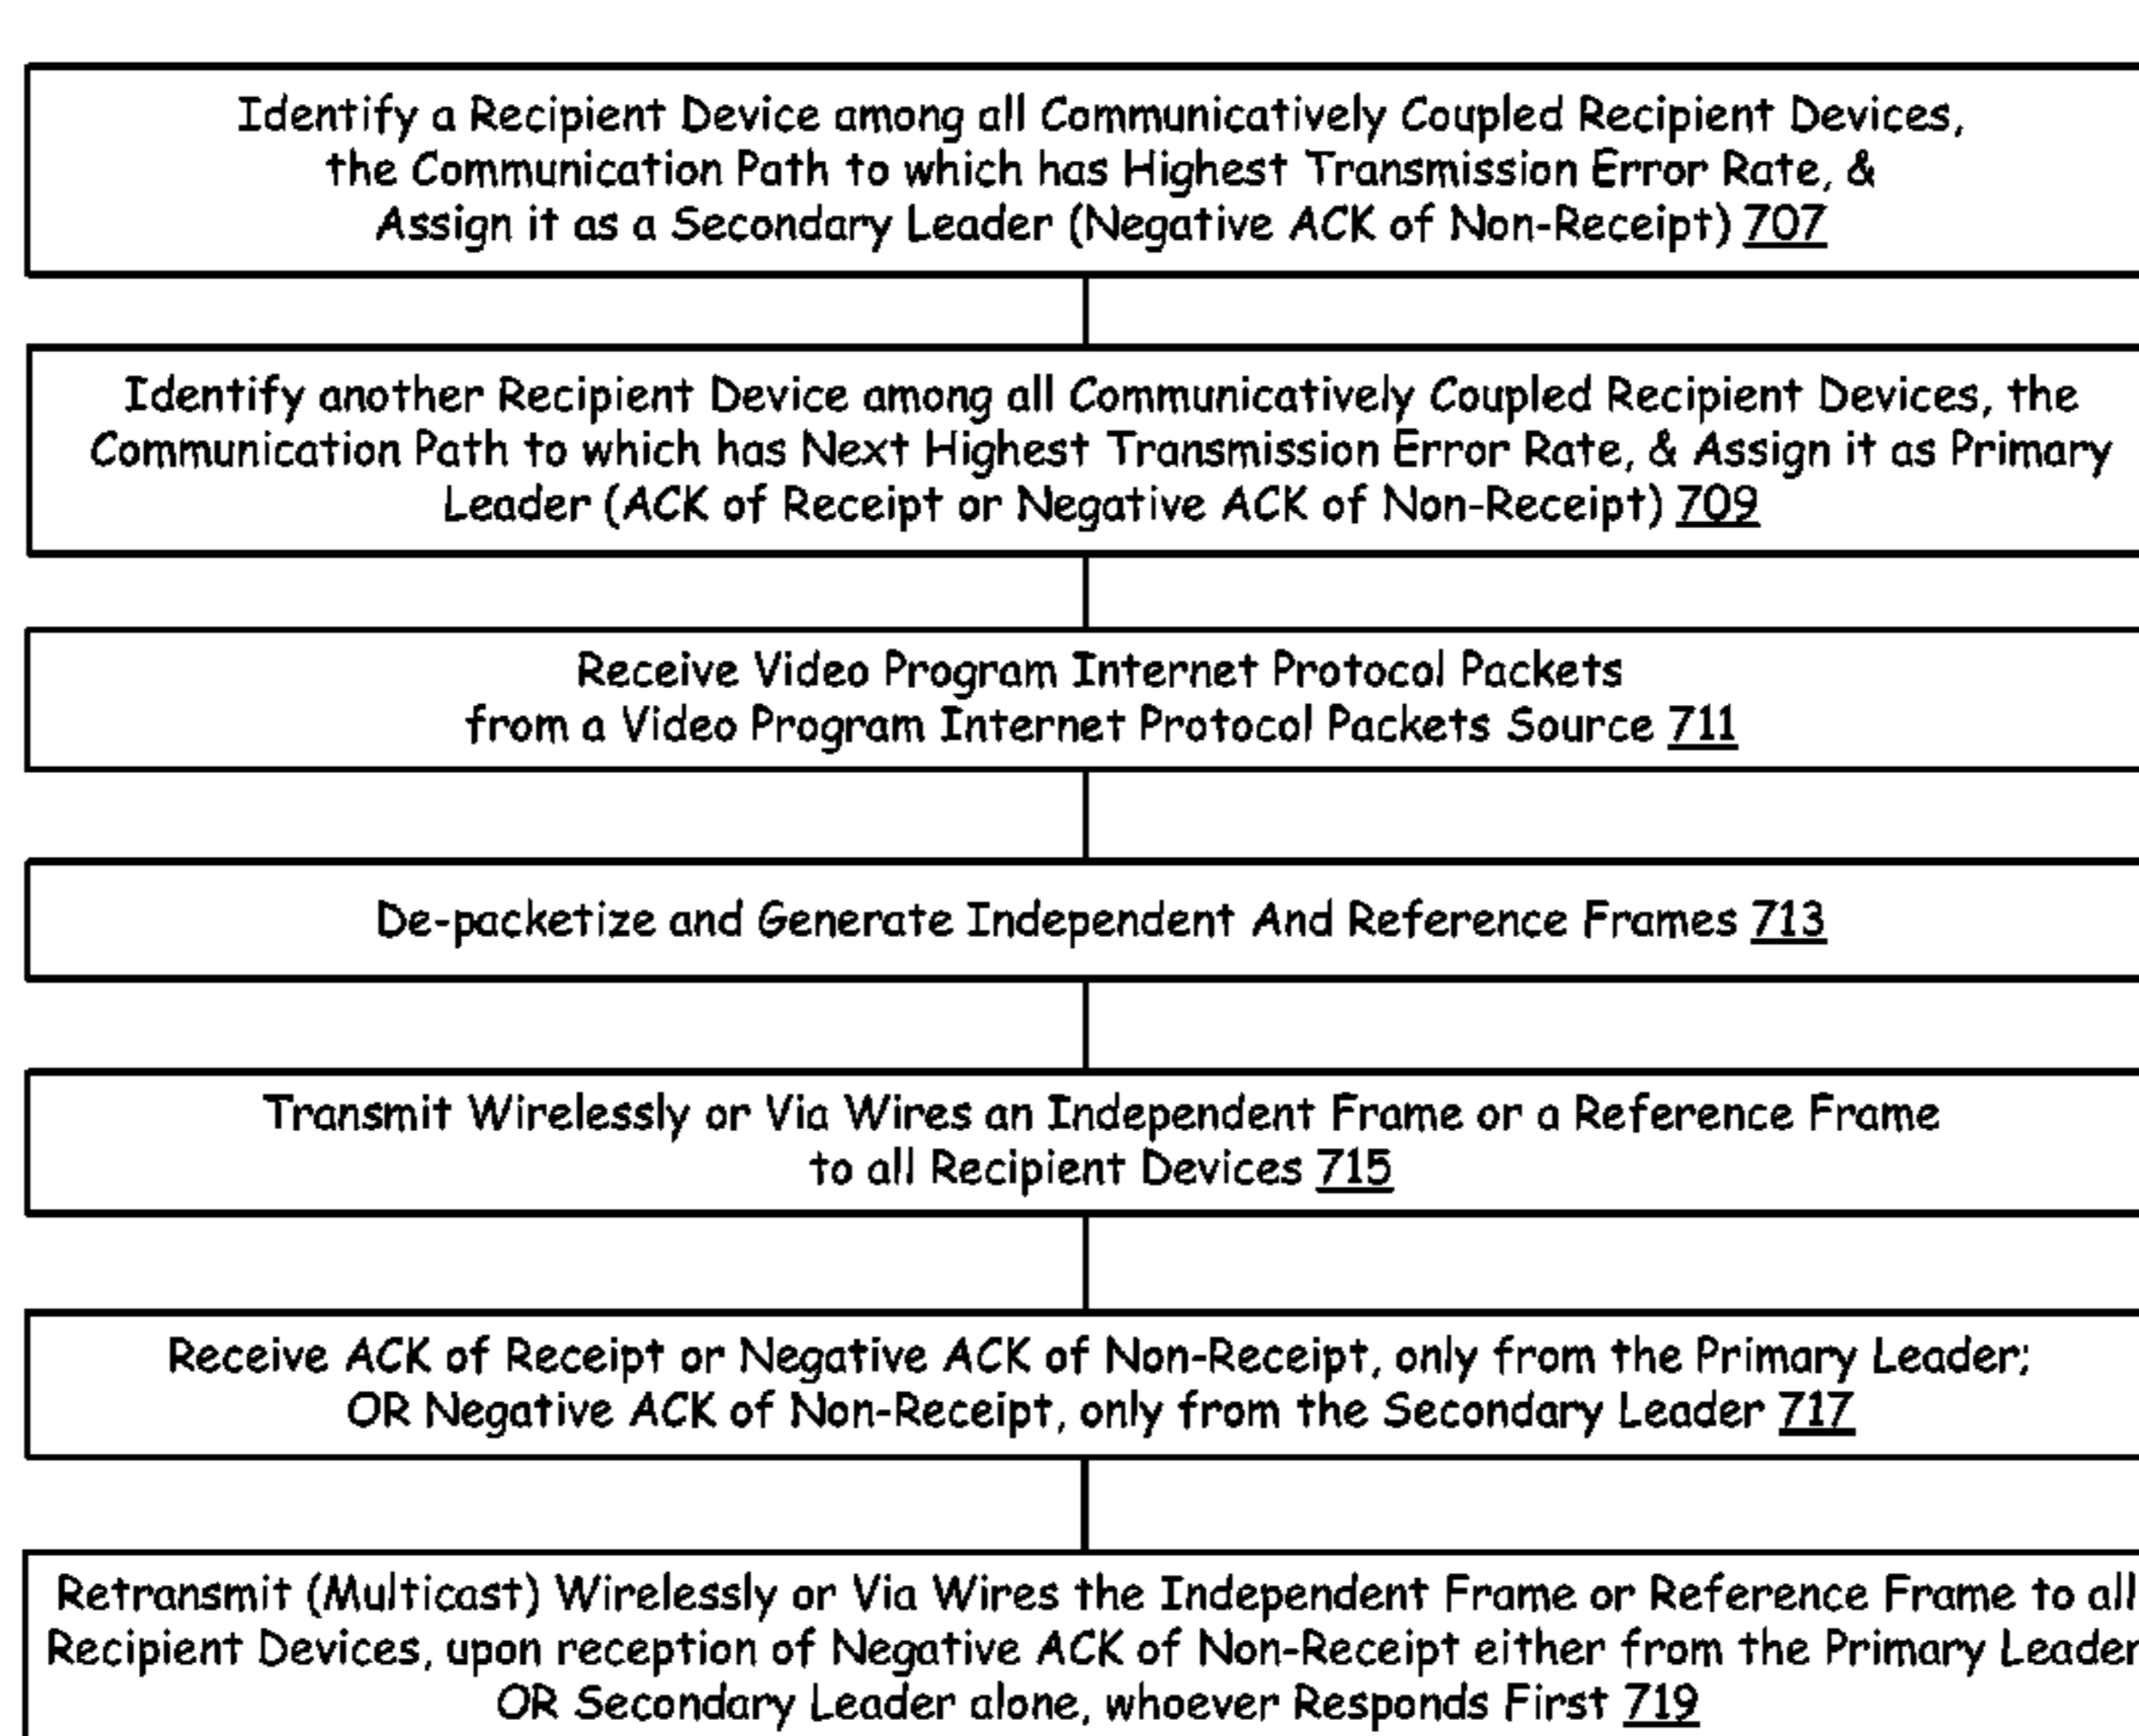 Identify a Recipient Device among all Communicatively Coupled Recipient Devices,
the Communication Path to which has Highest Transmission Error Rate, &
Assign it as a Secondary Leader (Negative ACK of Non-Receipt) 707
Identify another Recipient Device among all Communicatively Coupled Recipient Devices, the
Communication Path to which has Next Highest Transmission Error Rate, & Assign it as Primary
Leader (ACK of Receipt or Negative ACK of Non-Receipt) 709
Receive Video Program Internet Protocol Packets
from a Video Program Internet Protocol Packets Source 711
De-packetize and Generate Independent And Reference Frames 713
Transmit Wirelessly or Via Wires an Independent Frame or a Reference Frame
to all Recipient Devices 715
Receive ACK of Receipt or Negative ACK of Non-Receipt, only from the Primary Leader;
OR Negative ACK of Non-Receipt, only from the Secondary Leader 717
Retransmit (Multicast) Wirelessly or Via Wires the Independent Frame or Reference Frame to all
Recipient Devices, upon reception of Negative ACK of Non-Receipt either from the Primary Leader
OR Secondary Leader alone, whoever Responds First 719